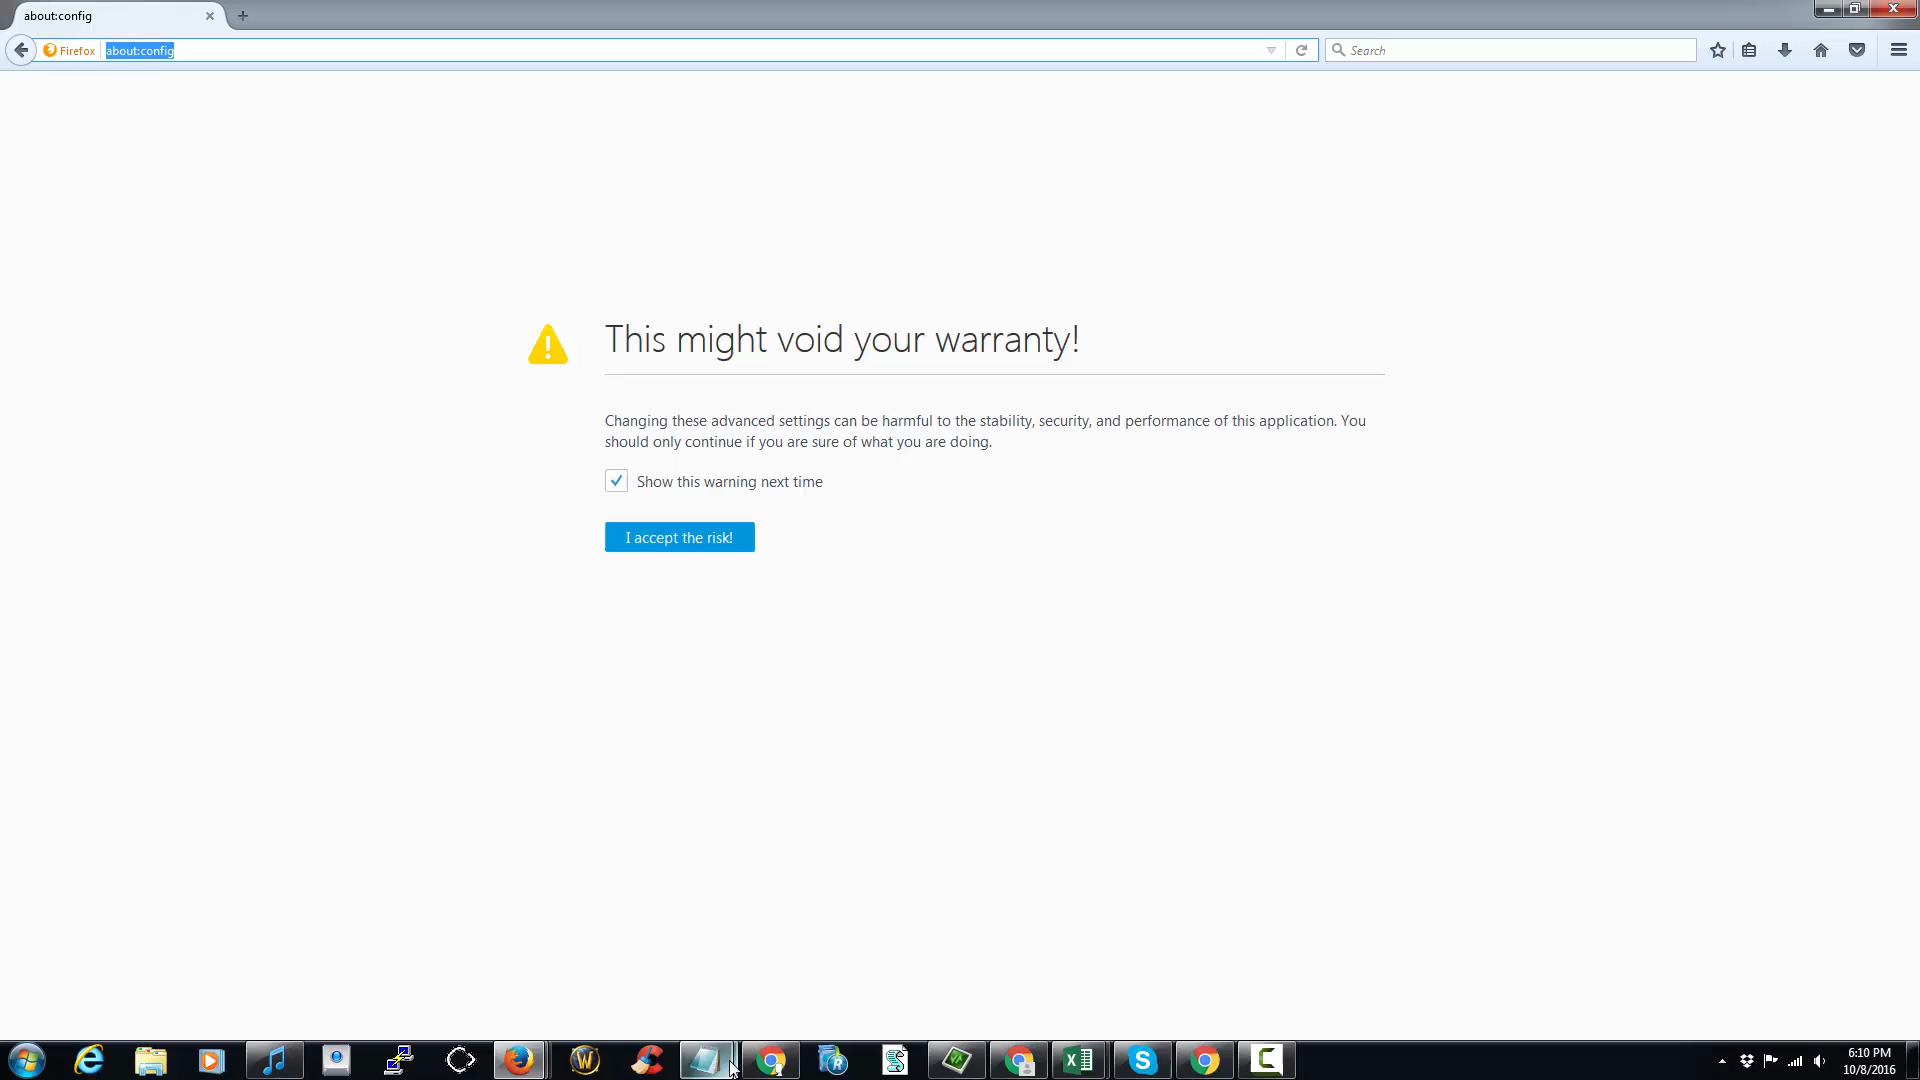 about:config
Firefox
about:config
Search
This might void your warranty!
Changing these advanced settings can be harmful to the stability, security, and performance of this application. You
should only continue if you are sure of what you are doing.
Show this warning next time
I accept the risk!
6:10 PM
10/8/2016